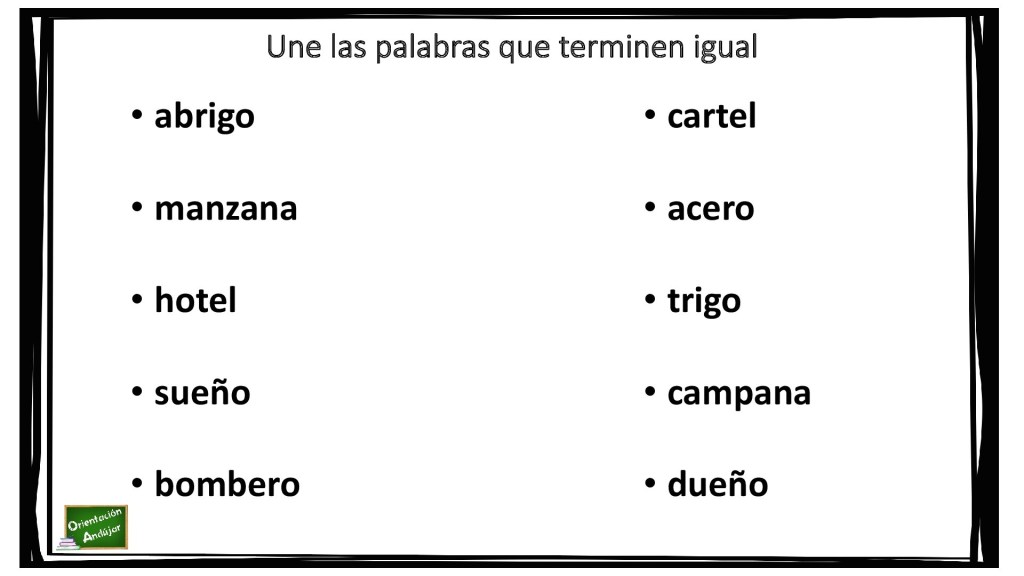 Une las palabras que terminen igual
• abrigo
• cartel
• manzana
• acero
• hotel
• trigo
• sueño
• campana
• bombero
• dueño
Orientación
Andújar